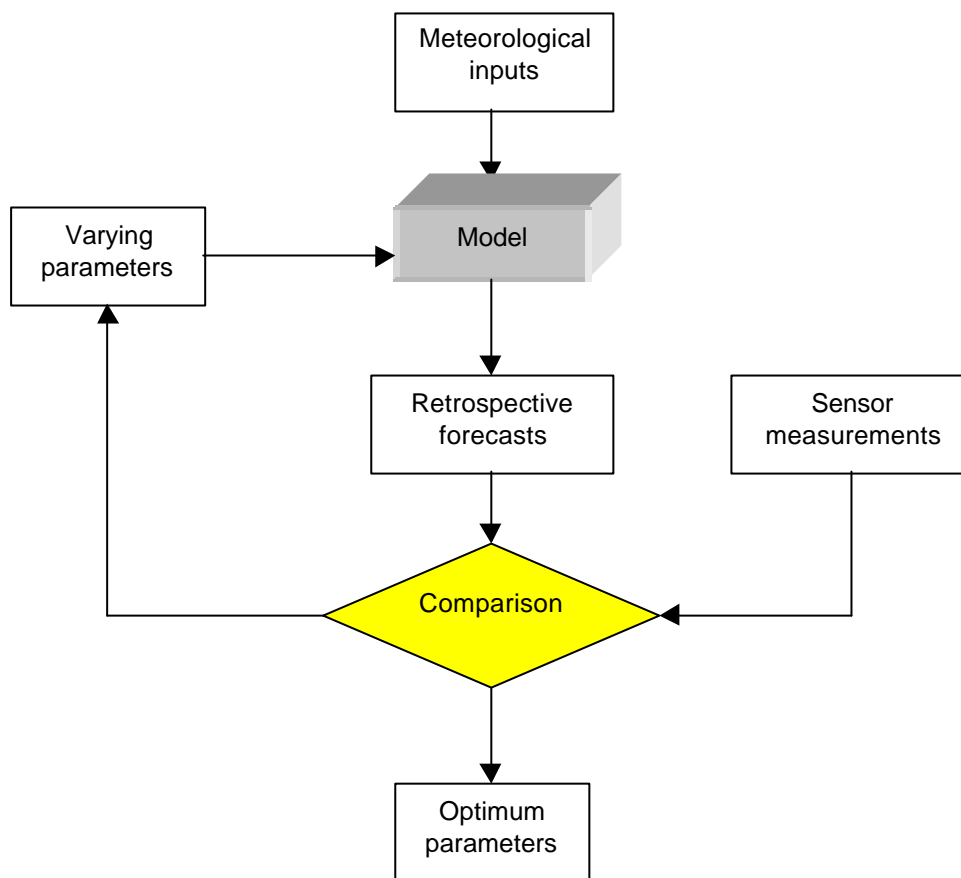 Meteorological
inputs
Varying
parameters
Model
Retrospective
forecasts
Sensor
measurements
Comparison
Optimum
parameters